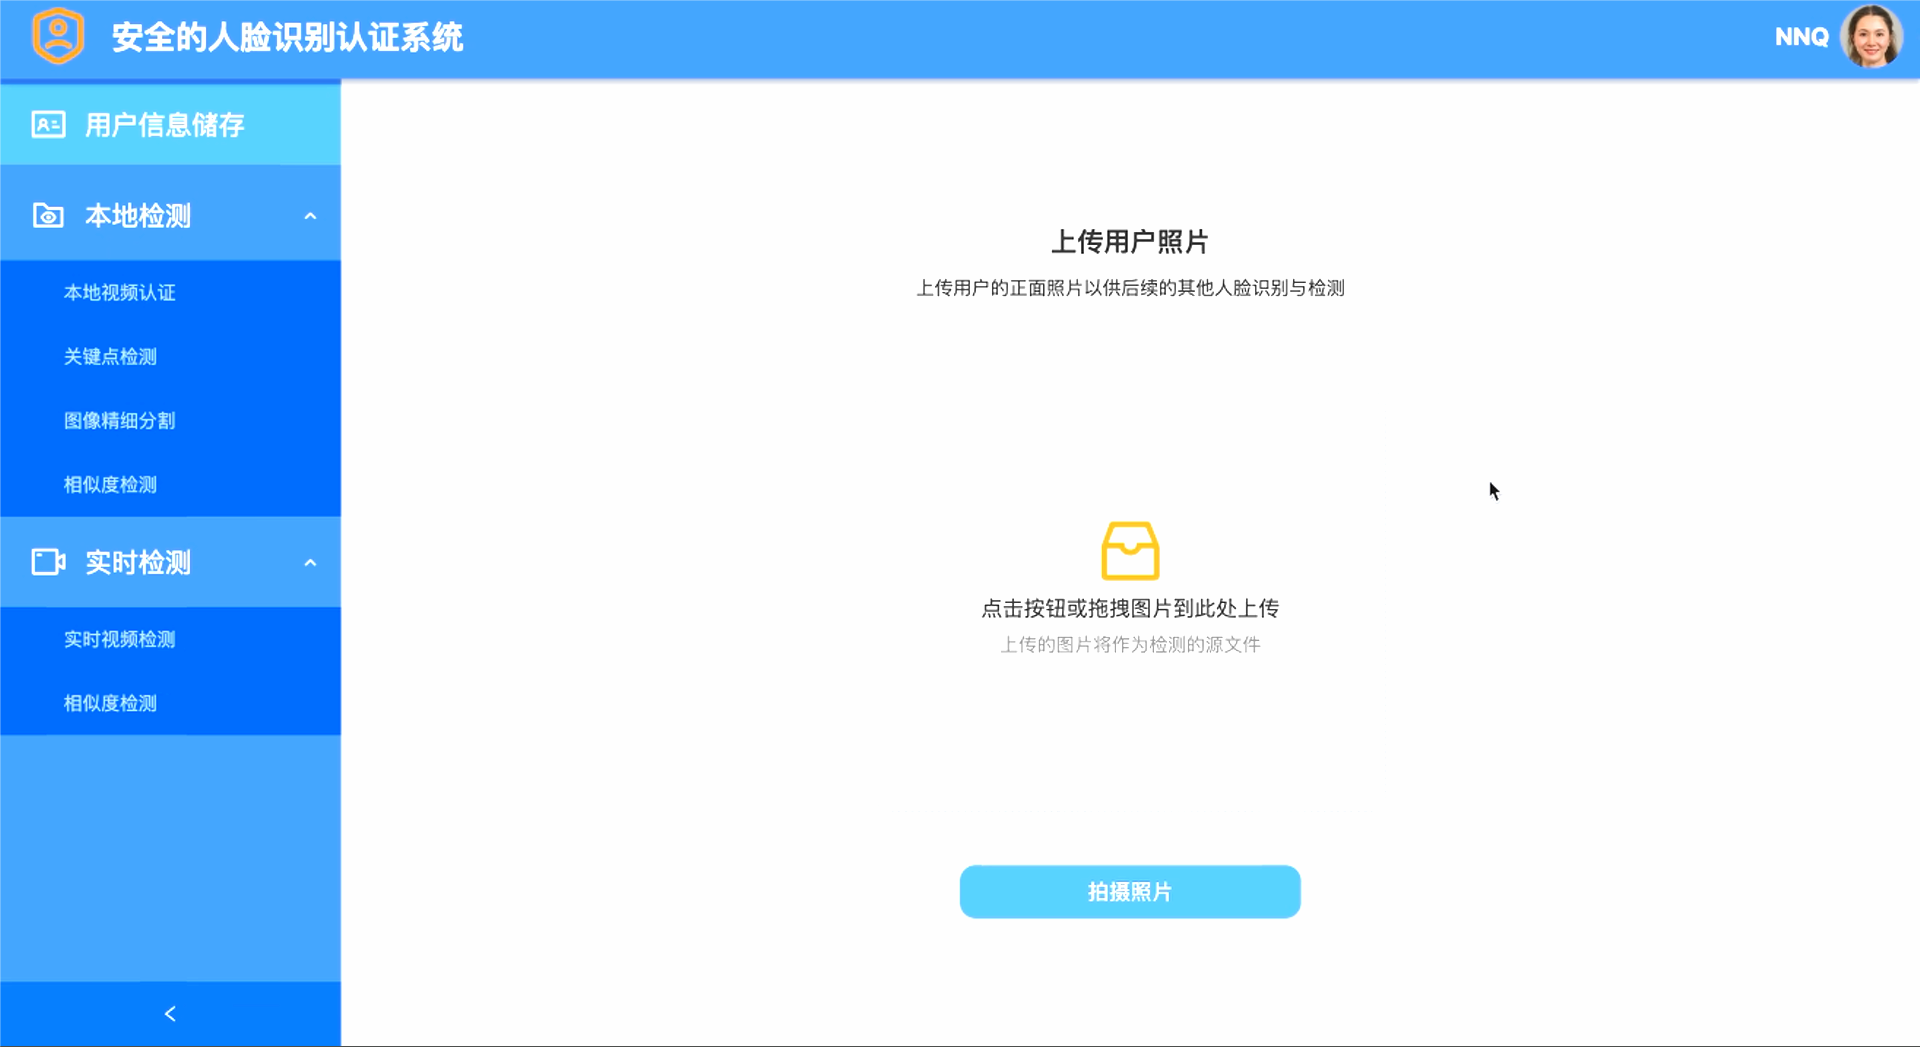 安全的人脸识别认证系统
NNQ
用户信息储存
本地检测
本地视频认证
关键点检测
图像精细分割
相似度检测
实时检测
实时视频检测
相似度检测
上传用户照片
上传用户的正面照片以供后续的其他人脸识别与检测
点击按钮或拖拽图片到此处上传
上传的图片将作为检测的源文件
拍摄照片